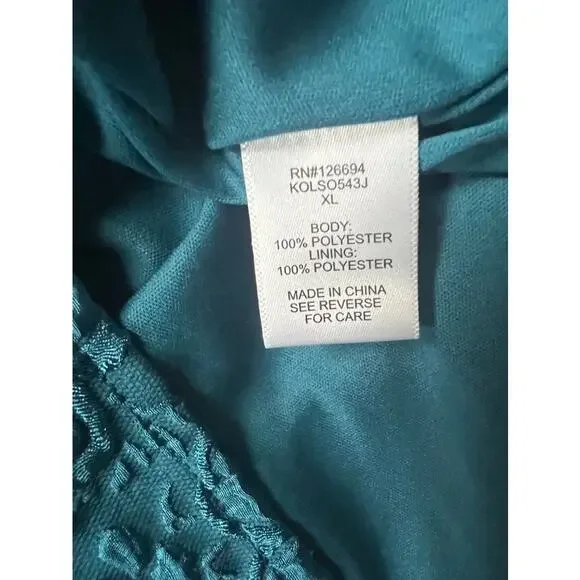 RN#126694
KOLSO543J
XL
BODY:
100% POLYESTER
LINING:
100% POLYESTER
MADE IN CHINA
SEE REVERSE
FOR CARE